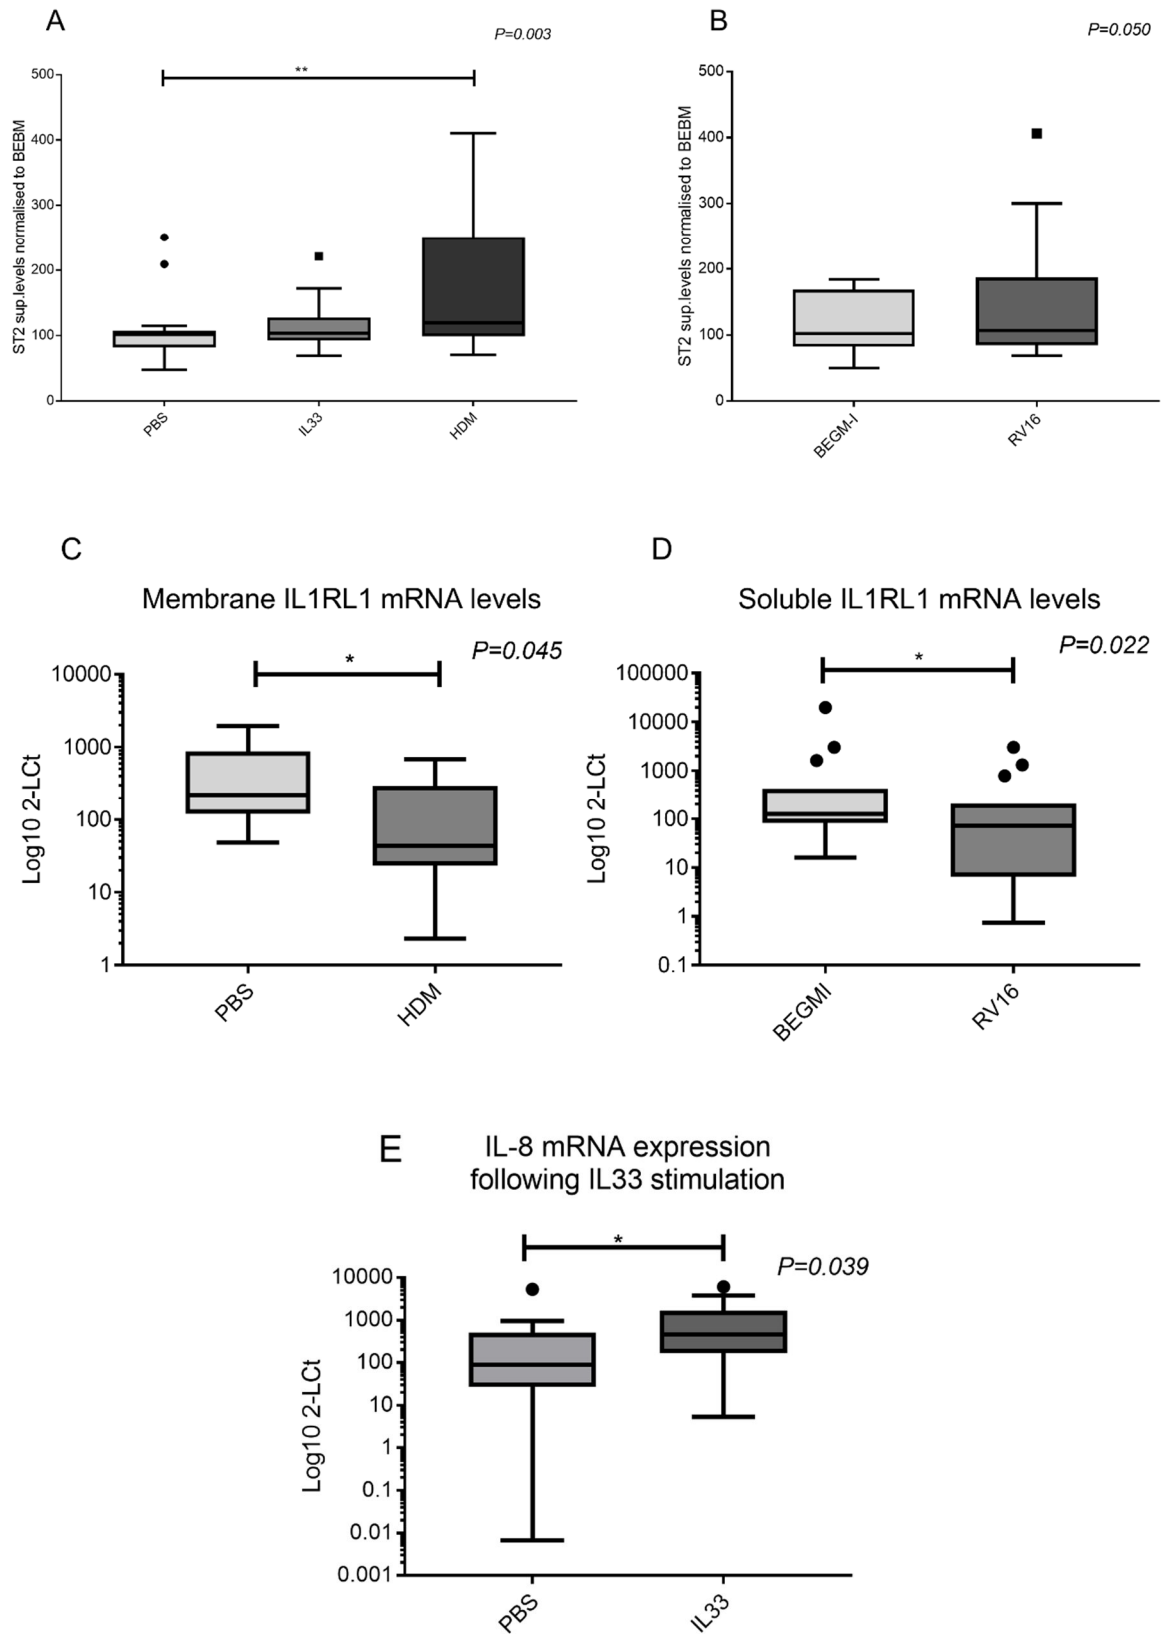 A
P=0.003
**
500
400
300
200
100
0
ST2 sup.levels normalised to BEBM
PBS
IL33
HDM
B
P=0.050
500
400
300
200
100
0
ST2 sup.levels normalised to BEBM
BEGM-I
RV16
C
Membrane IL1RL1 mRNA levels
P=0.045
*
10000
1000
100
10
1
Log10 2-LCt
PBS
HDM
D
Soluble IL1RL1 mRNA levels
P=0.022
*
100000
10000
1000
100
10
1
0.1
Log10 2-LCt
BEGMI
RV16
E
IL-8 mRNA expression
following IL33 stimulation
*
P=0.039
10000
1000
100
10
1
0.1
0.01
0.001
Log10 2-LCt
PBS
IL33